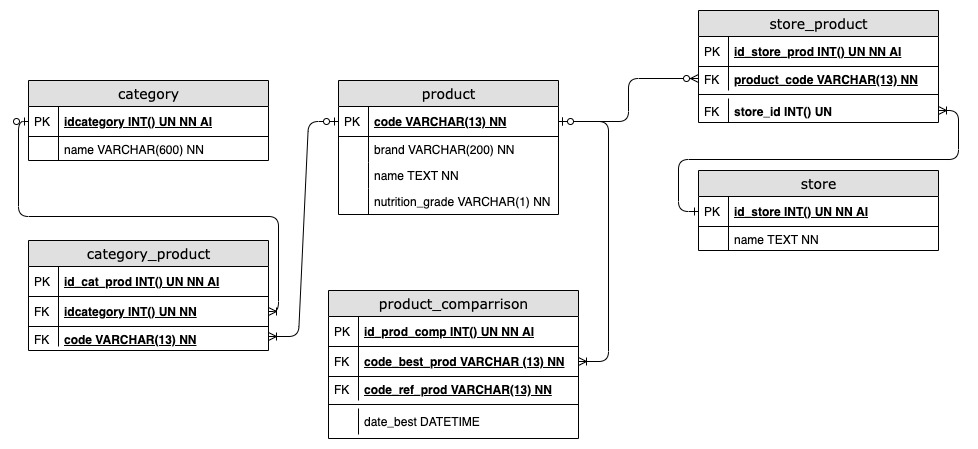 store_product
PK id_store_prod INT() UN NN AI
FK product_code VARCHAR(13) NN
FK store_id INT() UN
category
PK idcategory INT() UN NN AI
name VARCHAR(600) NN
product
PK code VARCHAR(13) NN
brand VARCHAR(200) NN
name TEXT NN
nutrition_grade VARCHAR(1) NN
store
PK id_store INT() UN NN AI
name TEXT NN
category_product
PK id_cat_prod INT() UN NN AI
FK idcategory INT() UN NN
FK code VARCHAR(13) NN
product_comparrison
PK id_prod_comp INT() UN NN AI
FK code_best_prod VARCHAR (13) NN
FK code_ref_prod VARCHAR(13) NN
date_best DATETIME